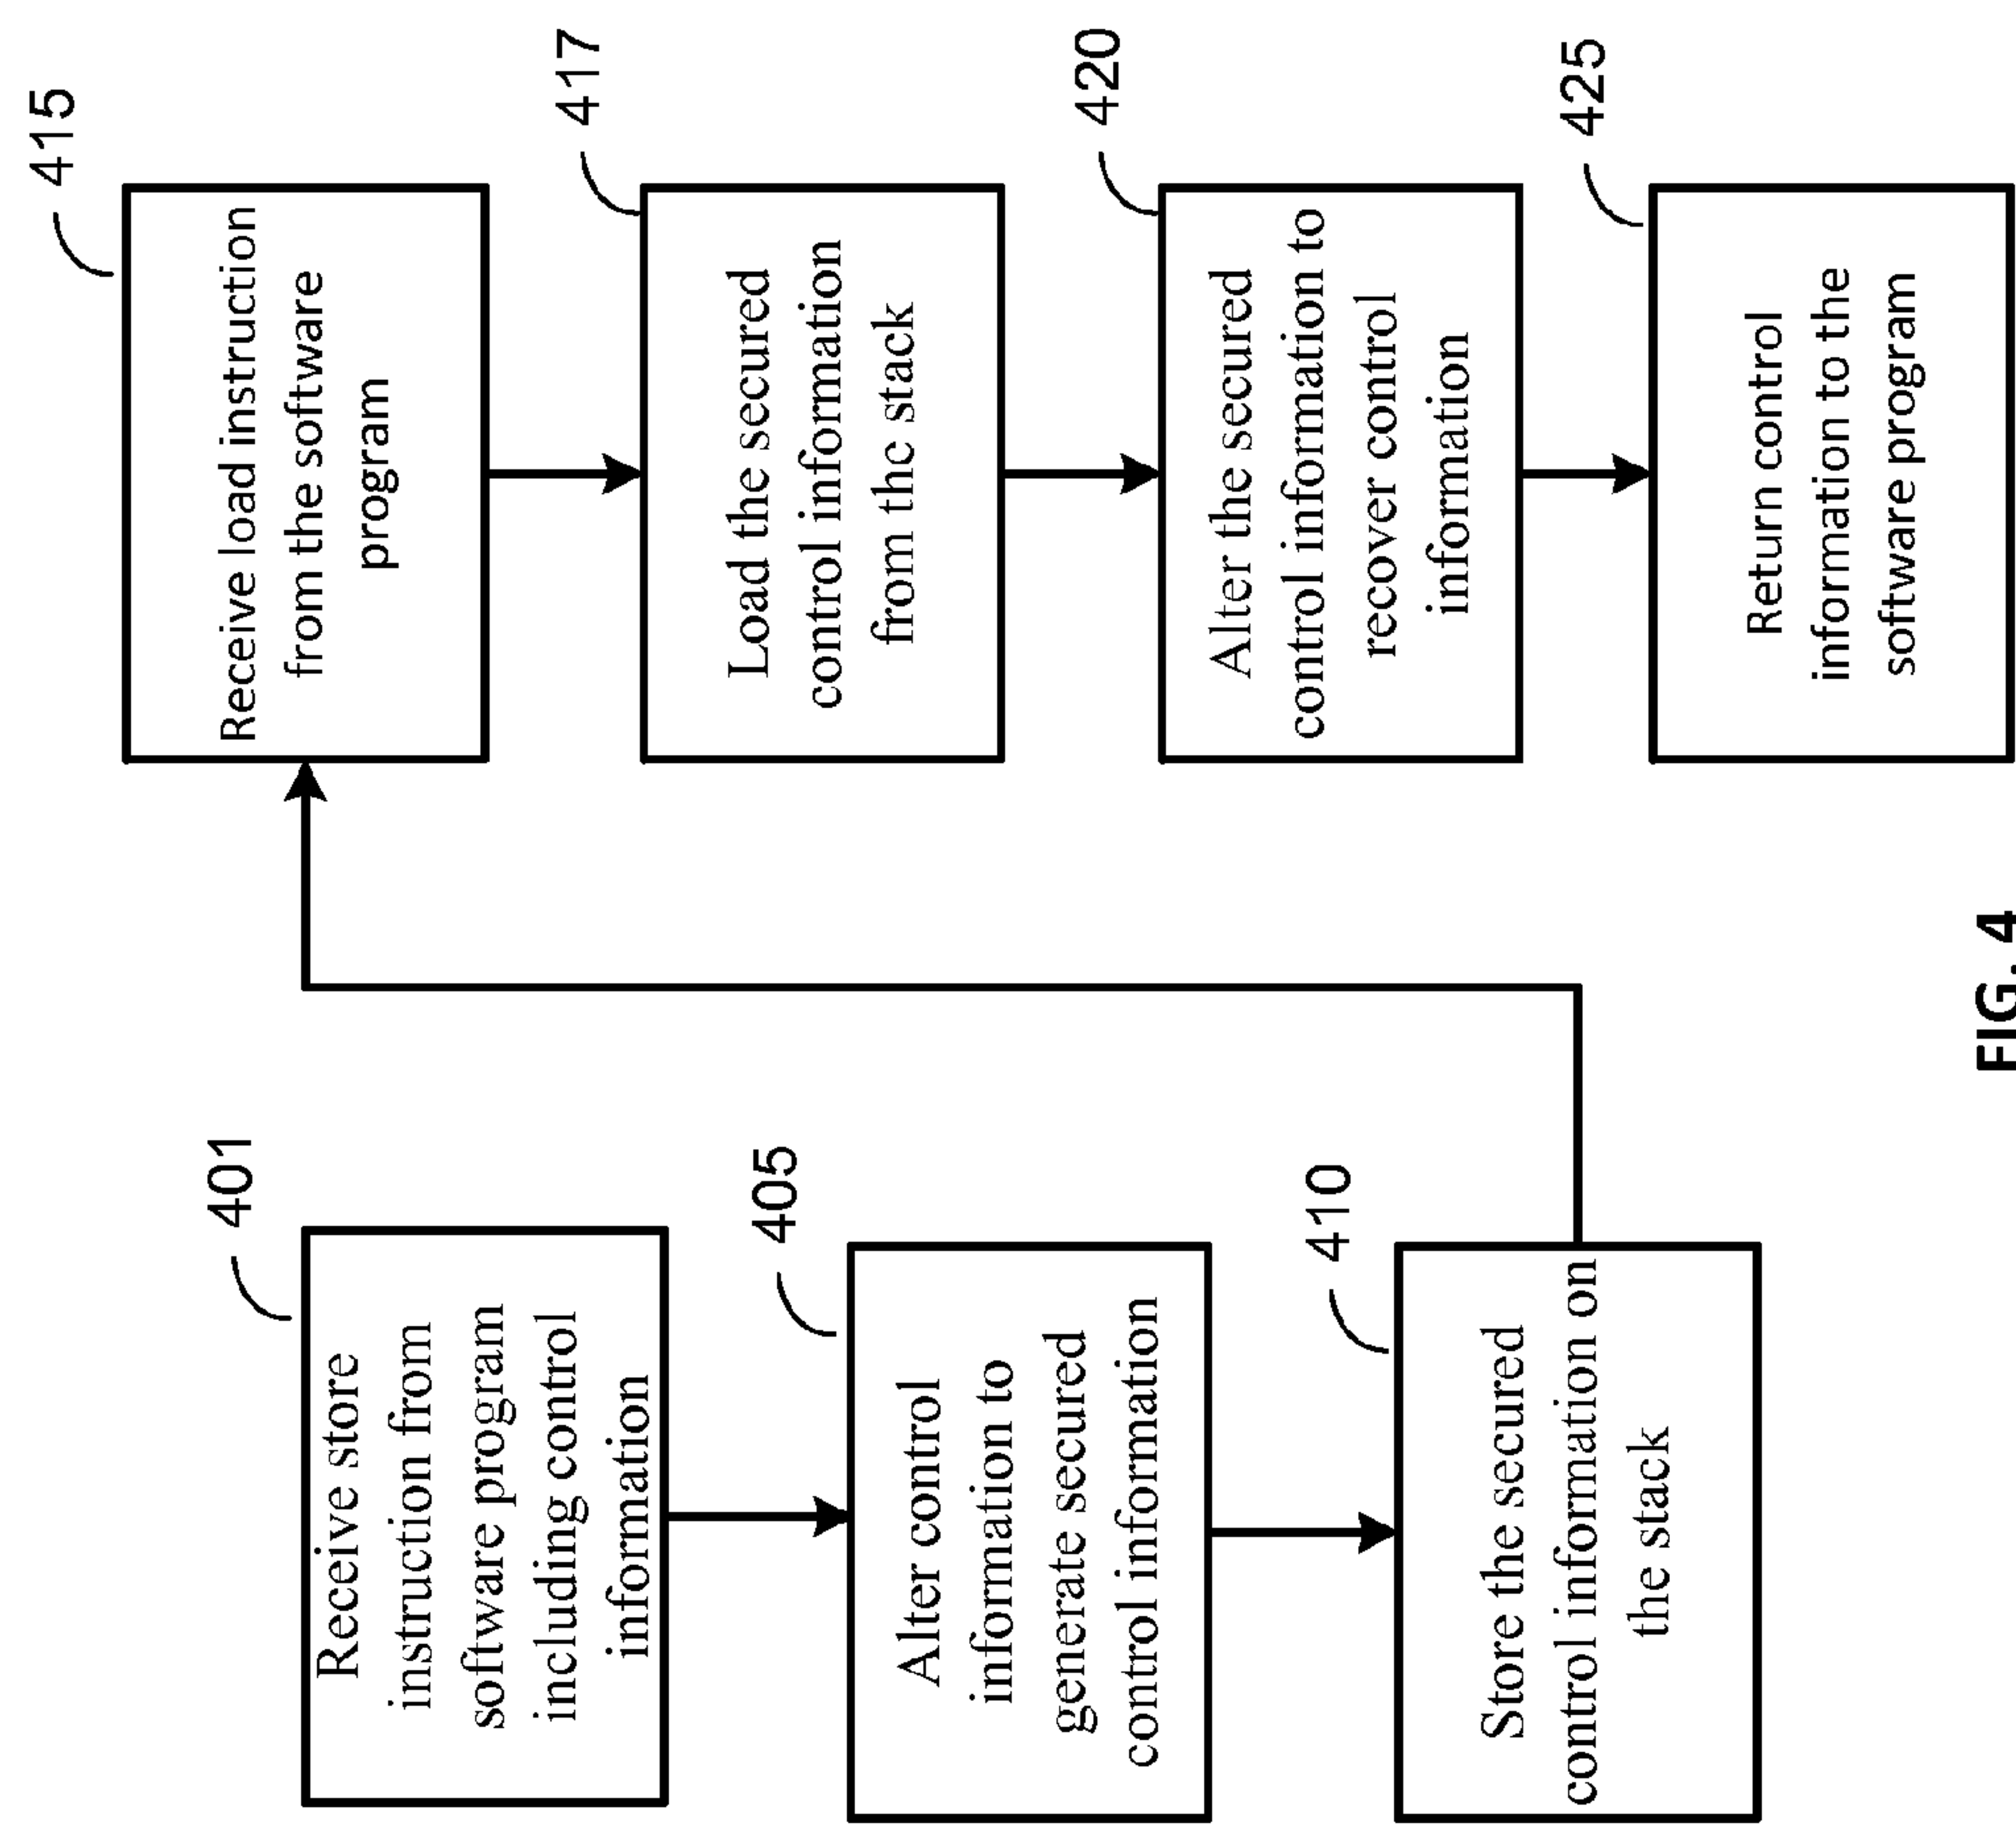 401
Receive store
instruction from
software program
including control
information
405
Alter control
information to
generate secured
control information
410
Store the secured
control information on
the stack
415
Receive load instruction
from the software
program
417
Load the secured
control information
from the stack
420
Alter the secured
control information to
recover control
information
425
Return control
information to the
software program
FIG. 4